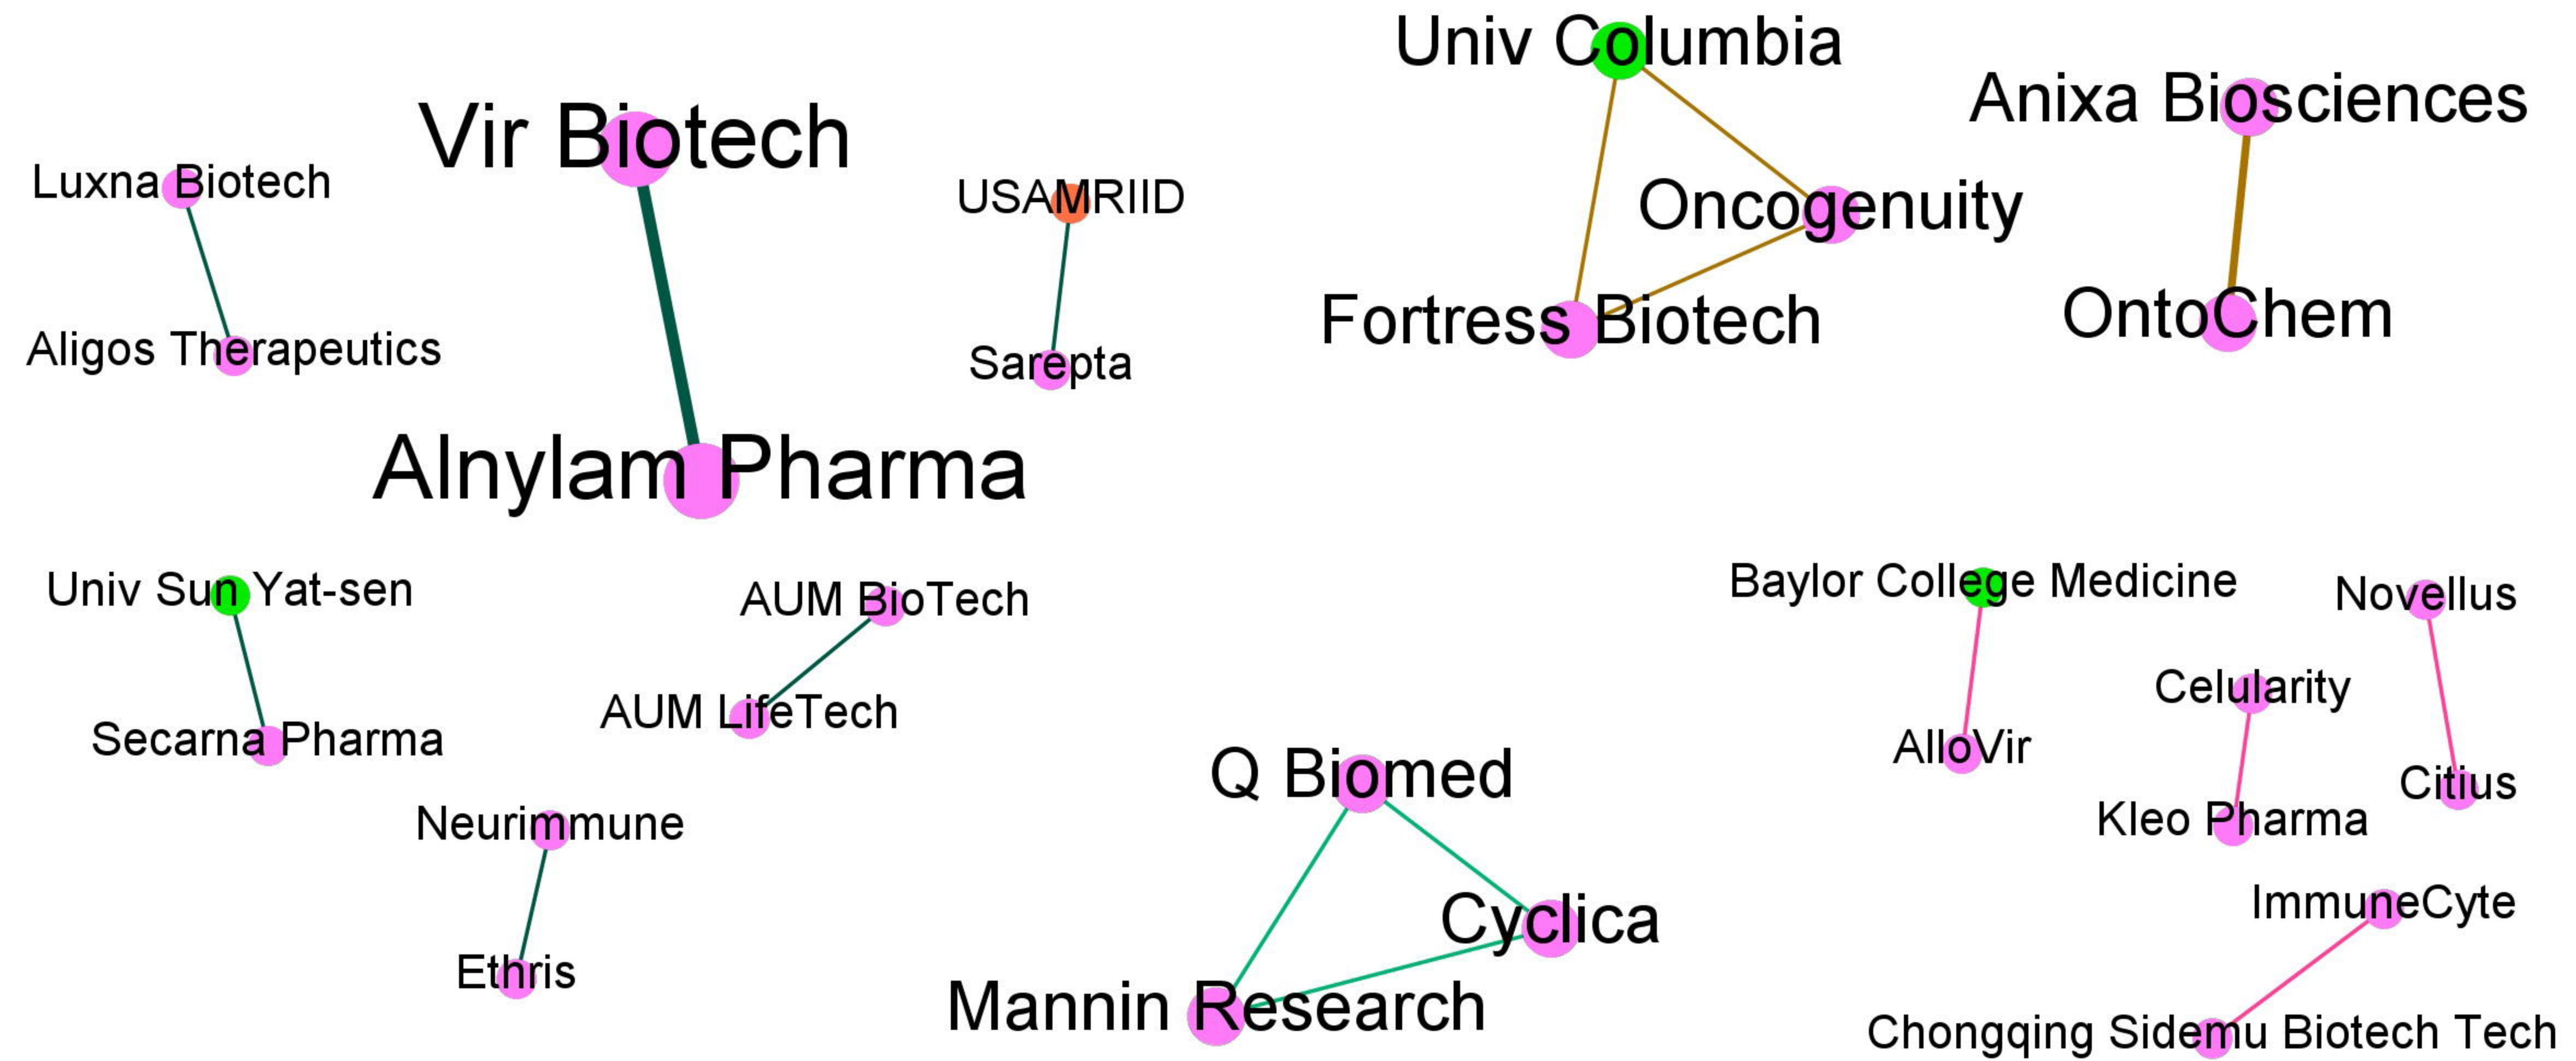 Univ Columbia
Anixa Biosciences
Vir Biotech
Luxna Biotech
USAMRIID
Oncogenuity
Fortress Biotech
OntoChem
Aligos Therapeutics
Sarepta
Alnylam Pharma
Univ Sun Yat-sen
AUM BioTech
Baylor College Medicine
Novellus
Secarna Pharma
AUM LifeTech
Celularity
AlloVir
Q Biomed
Citius
Neurimmune
Kleo Pharma
Cyclica
ImmuneCyte
Ethris
Mannin Research
Chongqing Sidemu Biotech Tech